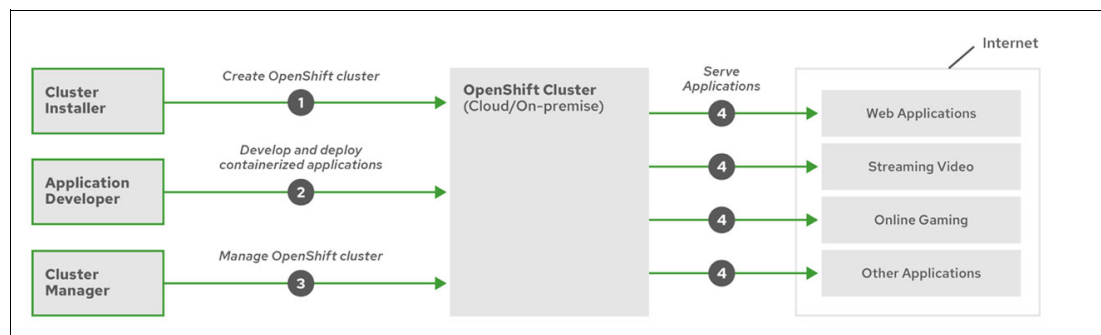 Internet
Cluster
Installer
Create OpenShift cluster
1
Application
Developer
Develop and deploy
containerized applications
2
Cluster
Manager
Manage OpenShift cluster
3
OpenShift Cluster
(Cloud/On-premise)
Serve
Applications
4
Web Applications
4
Streaming Video
4
Online Gaming
4
Other Applications